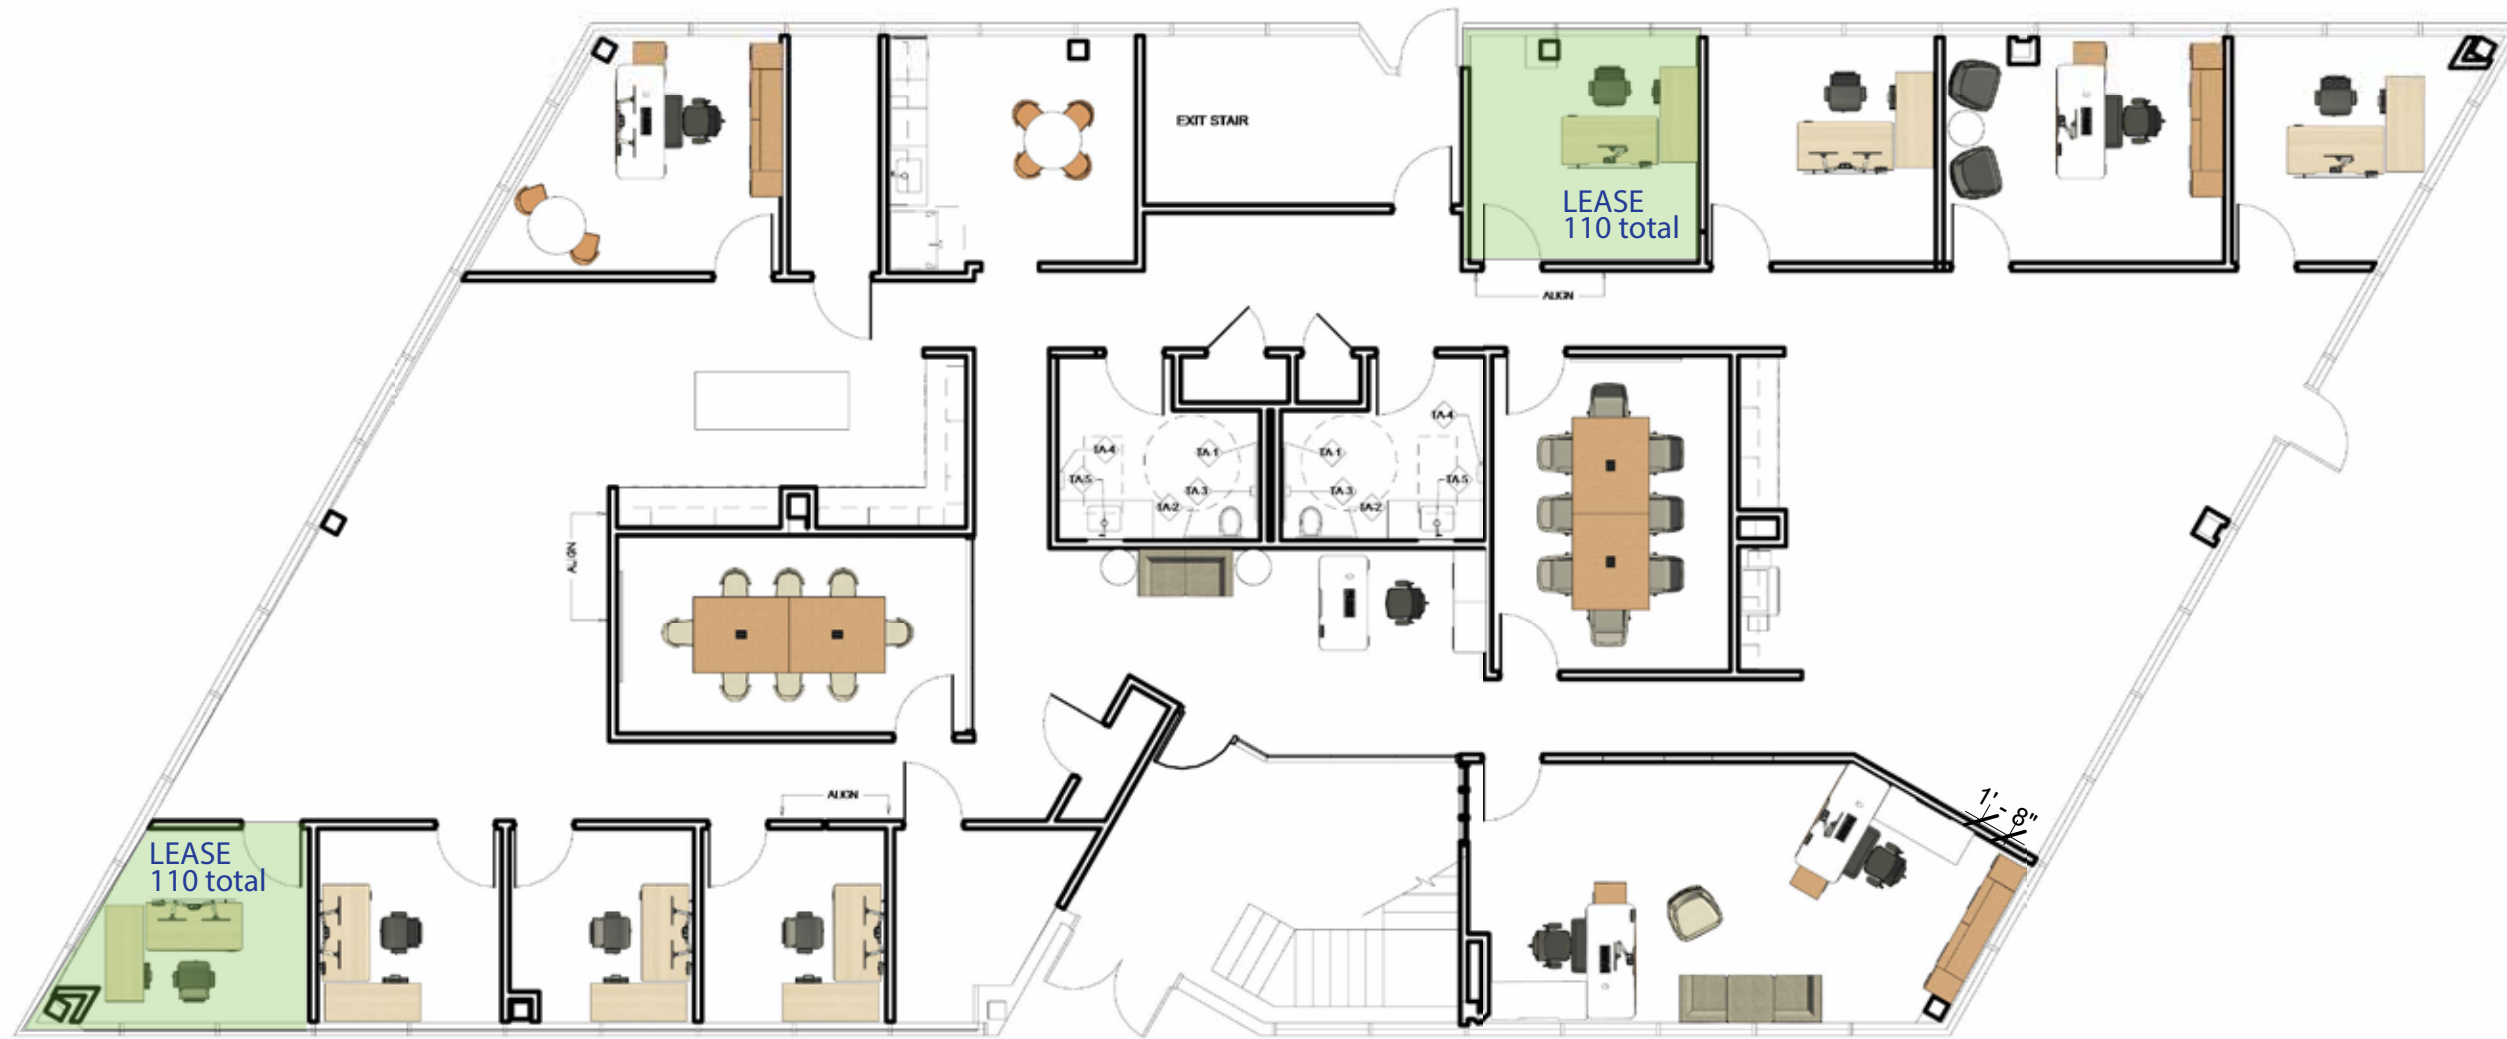 EXIT STAIR
LEASE
110 total
ALIGN
TA-4
TA-1
TA-5
TA-3
TA-2
TA-4
TA-1
TA-5
TA-3
TA-2
ALIGN
ALIGN
1' - 8"
LEASE
110 total